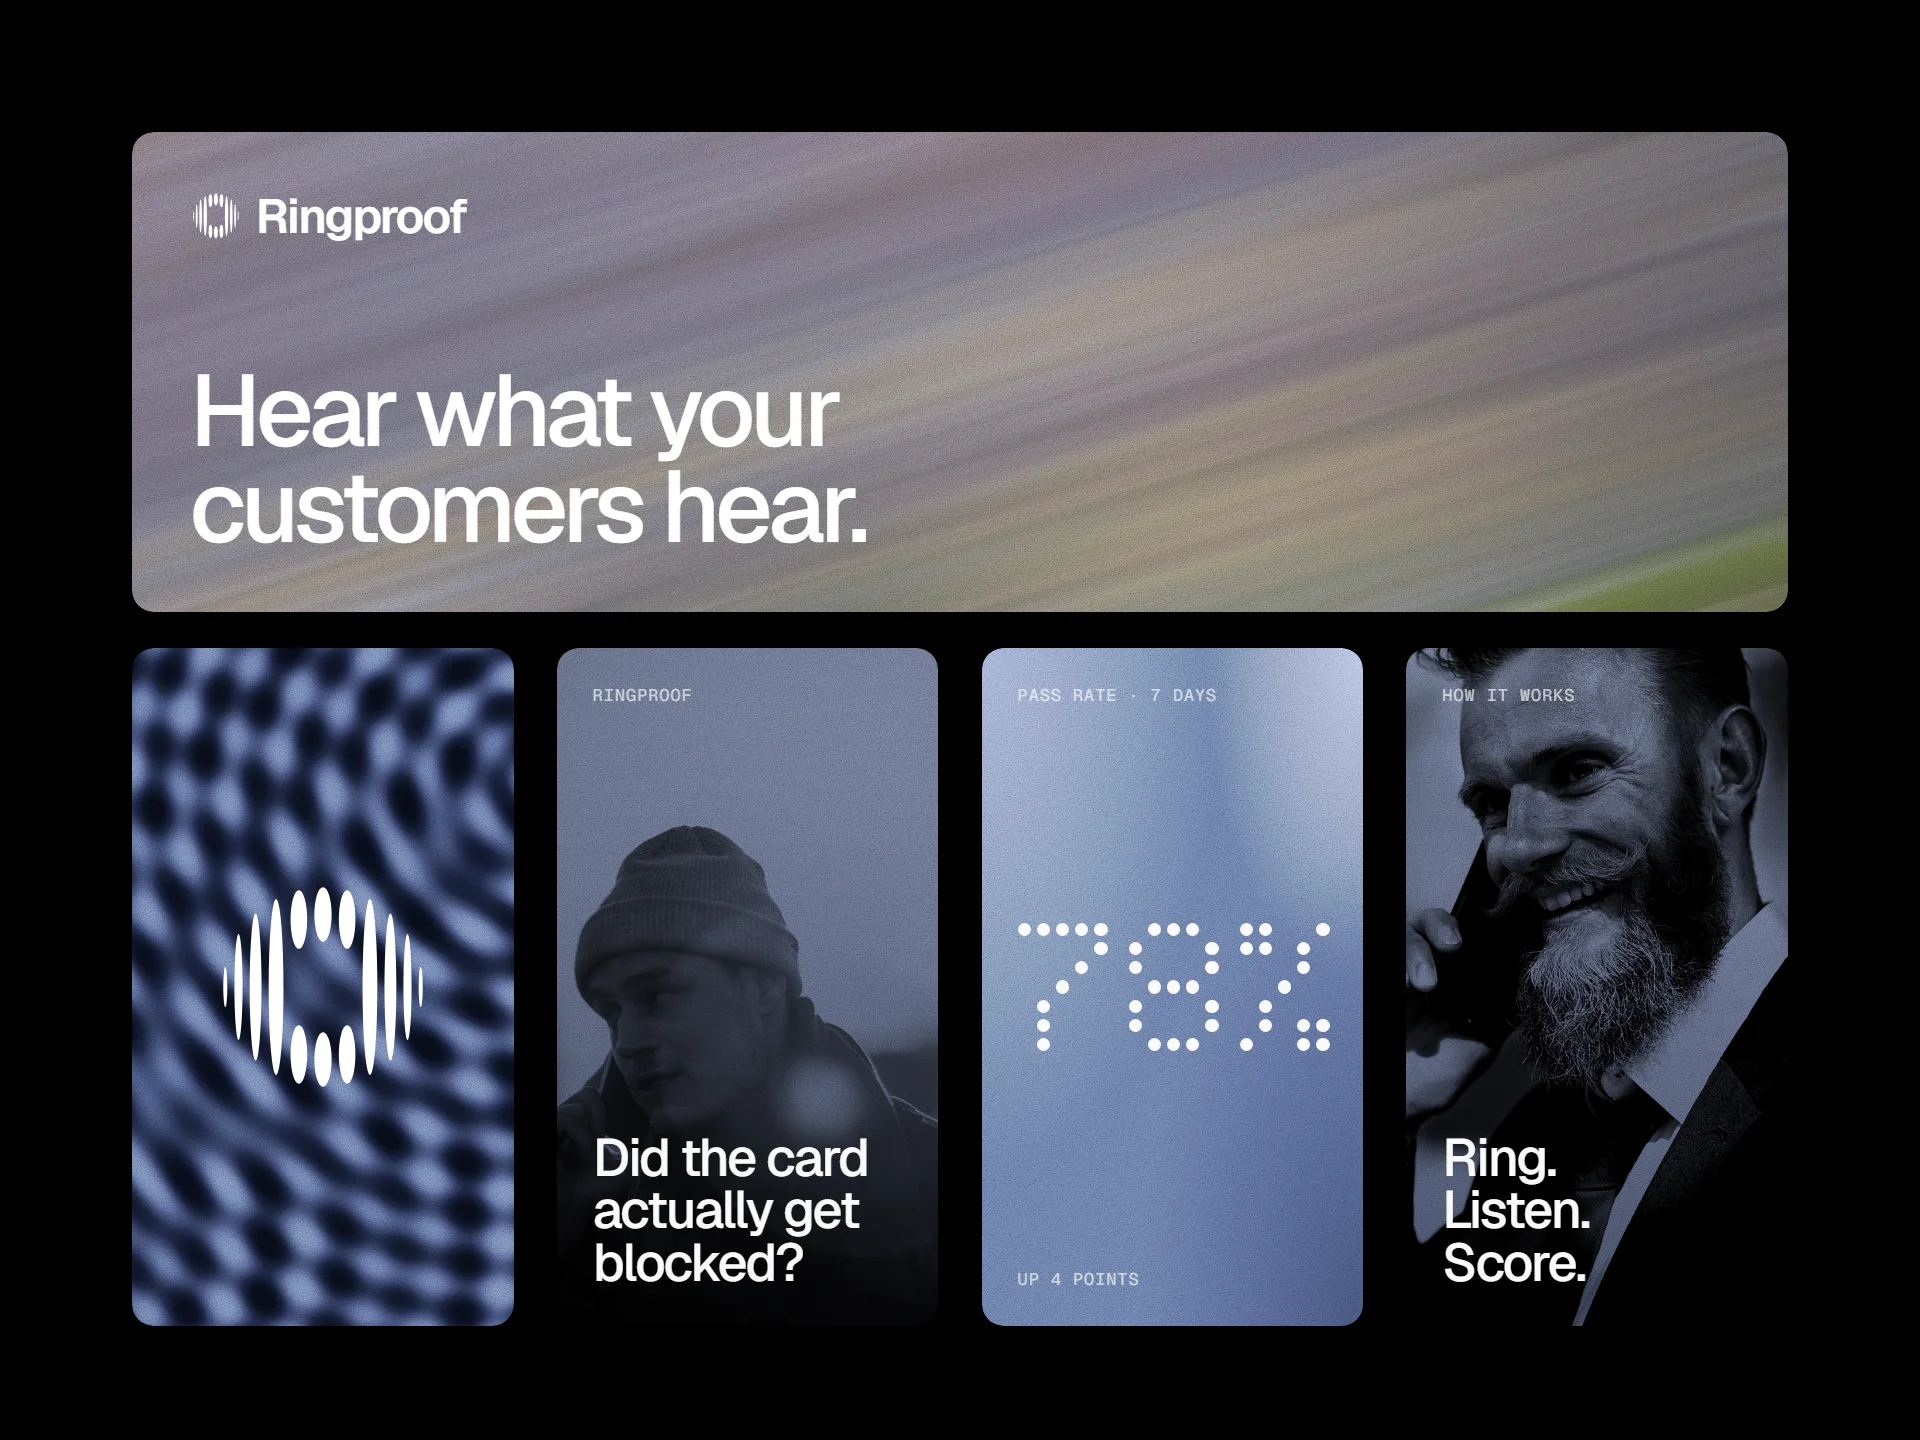 Ringproof
Hear what your
customers hear.
RINGPROOF
Did the card
actually get
blocked?
PASS RATE · 7 DAYS
78%
UP 4 POINTS
HOW IT WORKS
Ring.
Listen.
Score.